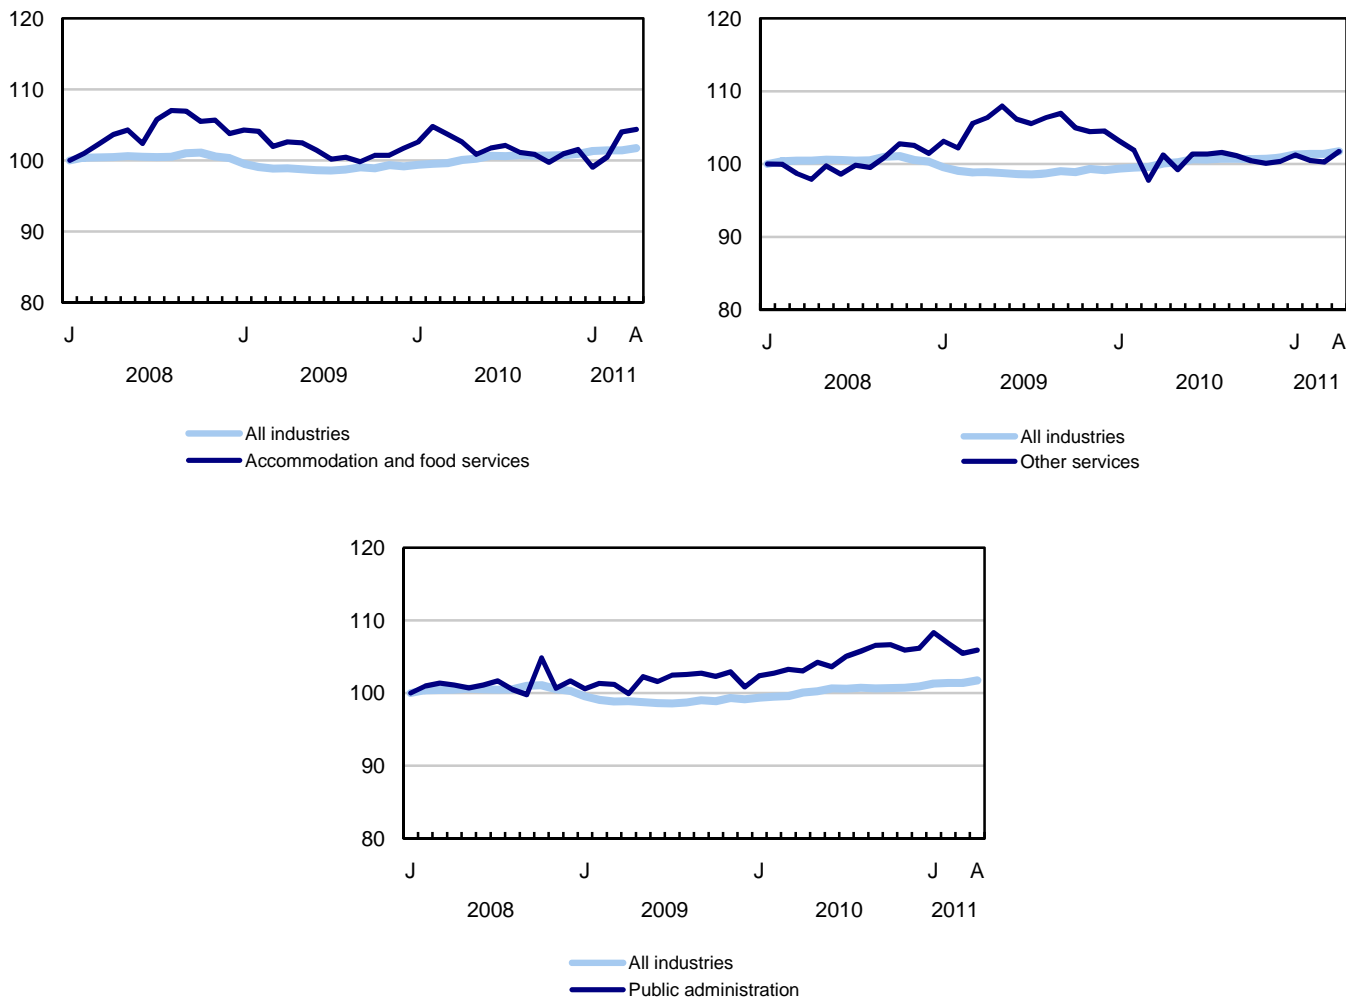 120
110
100
90
80
J J J J A
2008 2009 2010 2011
All industries
Accommodation and food services
120
110
100
90
80
J J J J A
2008 2009 2010 2011
All industries
Other services
120
110
100
90
80
J J J J A
2008 2009 2010 2011
All industries
Public administration